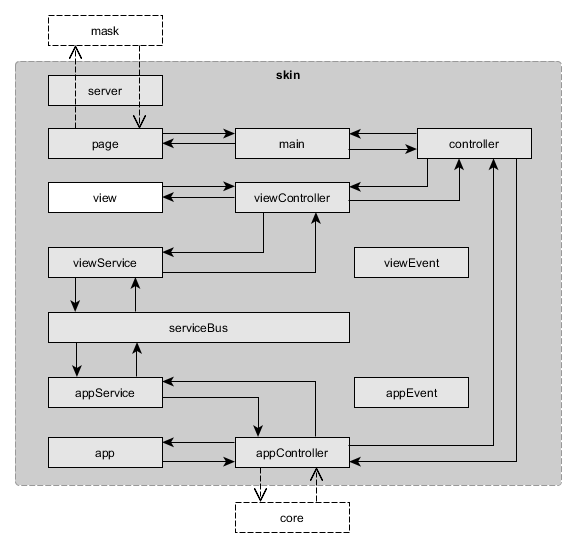 mask
skin
server
page
main
controller
view
viewController
viewService
viewEvent
serviceBus
appService
appEvent
app
appController
core